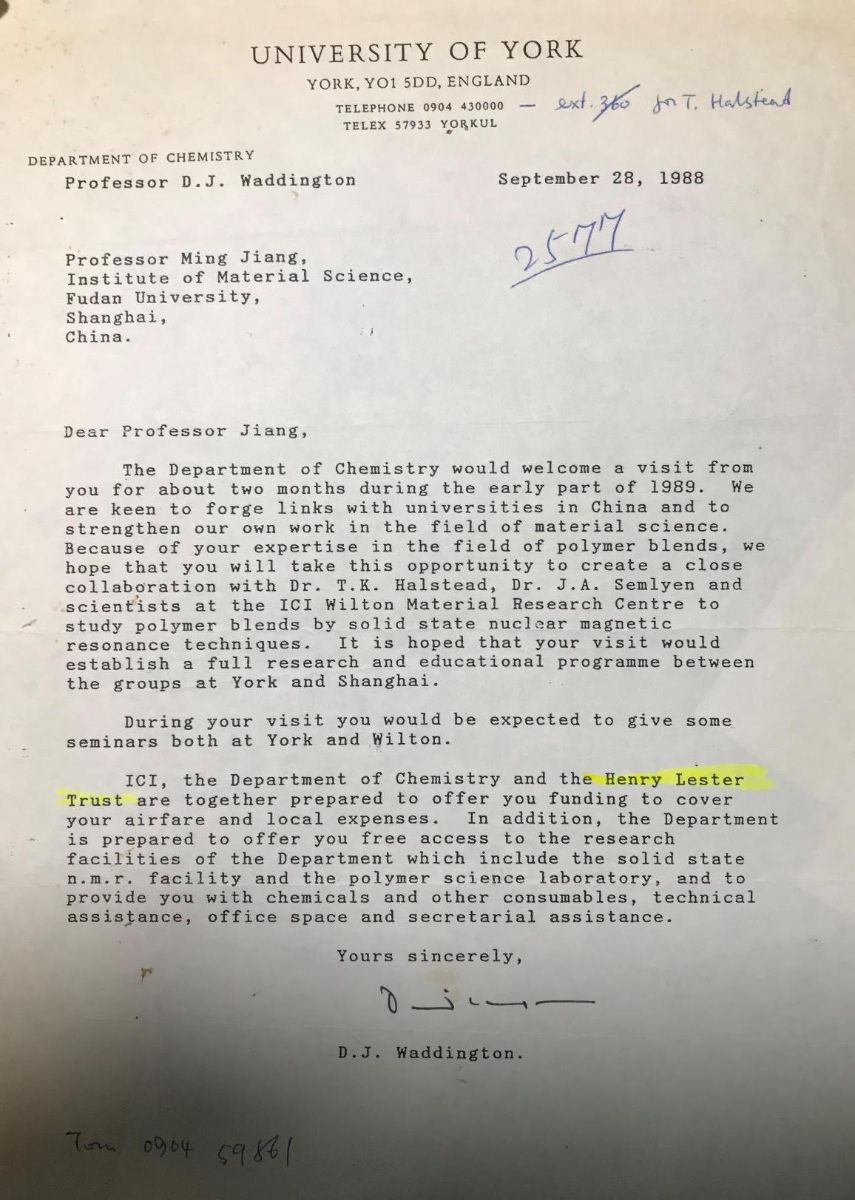 UNIVERSITY OF YORK
YORK, YO1 5DD, ENGLAND
TELEPHONE 0904 430000 — ext. 360 for T. Halstead
TELEX 57933 YORKUL
DEPARTMENT OF CHEMISTRY
Professor D.J. Waddington September 28, 1988
2577
Professor Ming Jiang,
Institute of Material Science,
Fudan University,
Shanghai,
China.
Dear Professor Jiang,
The Department of Chemistry would welcome a visit from
you for about two months during the early part of 1989. We
are keen to forge links with universities in China and to
strengthen our own work in the field of material science.
Because of your expertise in the field of polymer blends, we
hope that you will take this opportunity to create a close
collaboration with Dr. T.K. Halstead, Dr. J.A. Semlyen and
scientists at the ICI Wilton Material Research Centre to
study polymer blends by solid state nuclear magnetic
resonance techniques. It is hoped that your visit would
establish a full research and educational programme between
the groups at York and Shanghai.
During your visit you would be expected to give some
seminars both at York and Wilton.
ICI, the Department of Chemistry and the Henry Lester
Trust are together prepared to offer you funding to cover
your airfare and local expenses. In addition, the Department
is prepared to offer you free access to the research
facilities of the Department which include the solid state
n.m.r. facility and the polymer science laboratory, and to
provide you with chemicals and other consumables, technical
assistance, office space and secretarial assistance.
Yours sincerely,
D.J. Waddington.
Tom 0904 59861